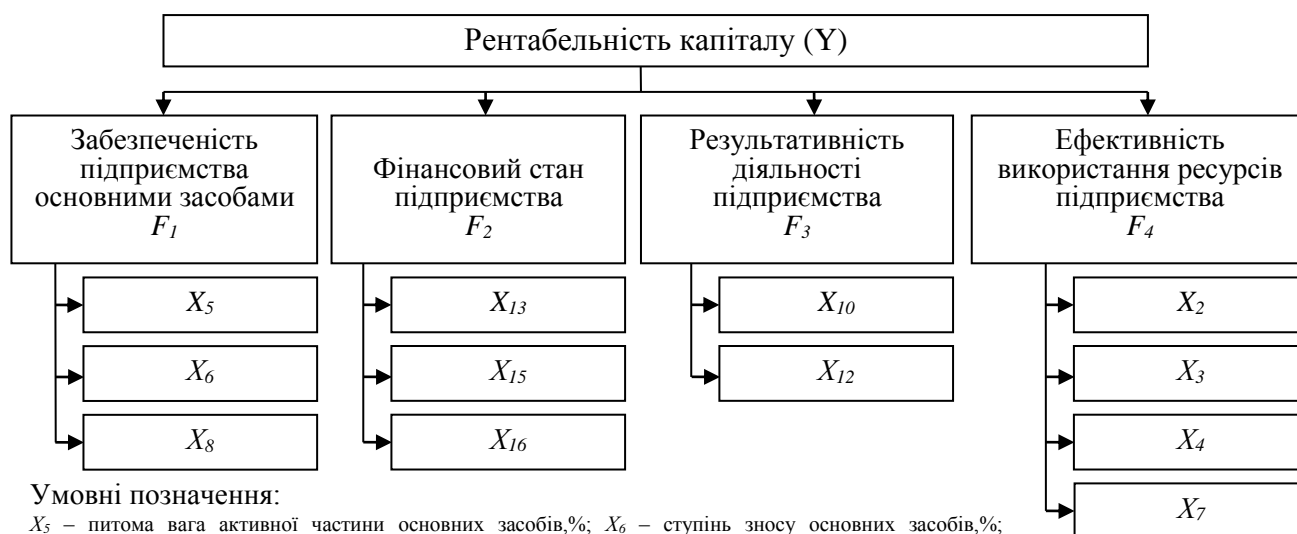 Рентабельність капіталу (Y)
Забезпеченість
підприємства
основними засобами
F1
Фінансовий стан
підприємства
F2
Результативність
діяльності
підприємства
F3
Ефективність
використання ресурсів
підприємства
F4
X5
X6
X8
X13
X15
X16
X10
X12
X2
X3
X4
X7
Умовні позначення:
X5 – питома вага активної частини основних засобів,%; X6 – ступінь зносу основних засобів,%;